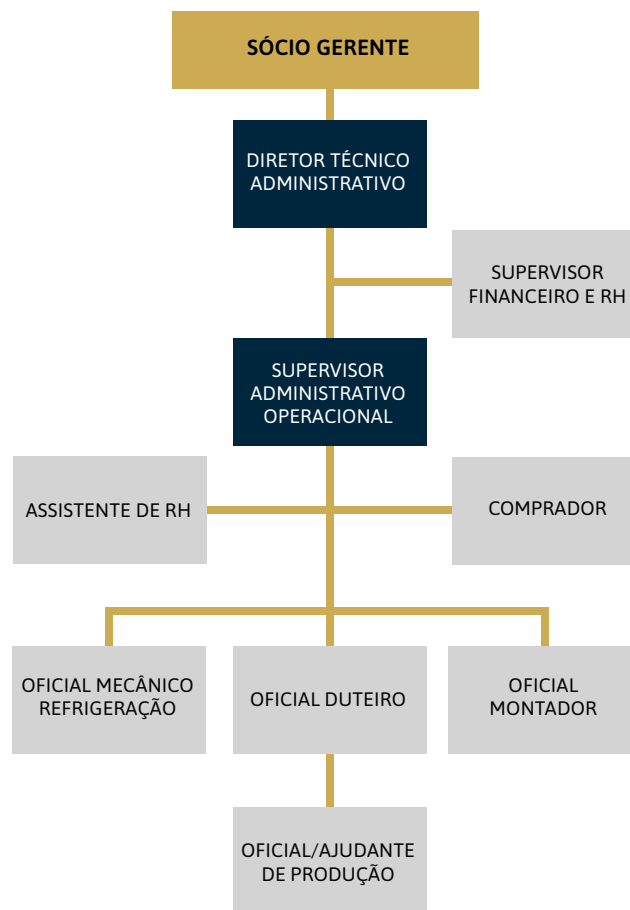 SÓCIO GERENTE
DIRETOR TÉCNICO
ADMINISTRATIVO
SUPERVISOR
FINANCEIRO E RH
SUPERVISOR
ADMINISTRATIVO
OPERACIONAL
ASSISTENTE DE RH
COMPRADOR
OFICIAL MECÂNICO
REFRIGERAÇÃO
OFICIAL DUTEIRO
OFICIAL
MONTADOR
OFICIAL/AJUDANTE
DE PRODUÇÃO